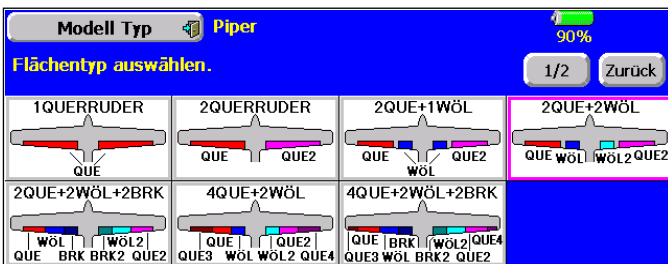 Modell Typ Piper
90%
Flächentyp auswählen.
1/2 Zurück
1QUERRUDER 2QUERRUDER 2QUE+1WÖL 2QUE+2WÖL
QUE
QUE QUE2
QUE QUE2
WÖL
QUE WÖL WÖL2 QUE2
2QUE+2WÖL+2BRK 4QUE+2WÖL 4QUE+2WÖL+2BRK
WÖL WÖL2
QUE BRK BRK2 QUE2
QUE QUE2
QUE3 WÖL WÖL2 QUE4
QUE BRK WÖL2 QUE4
QUE3 WÖL BRK2 QUE2